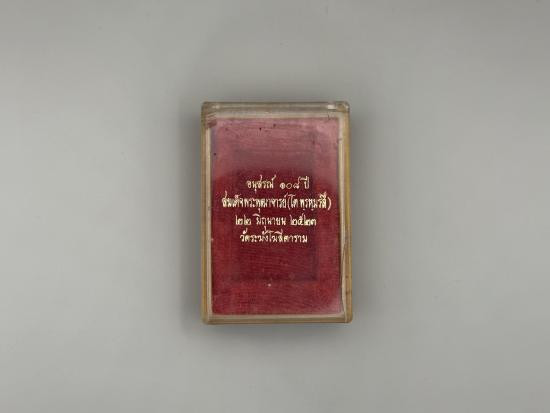 อนุสรณ์ ๑๐๘ ปี
สมเด็จพระพุฒาจารย์ (โต พรหฺมรํสี)
๒๒ มิถุนายน ๒๕๒๓
วัดระฆังโฆสิตาราม